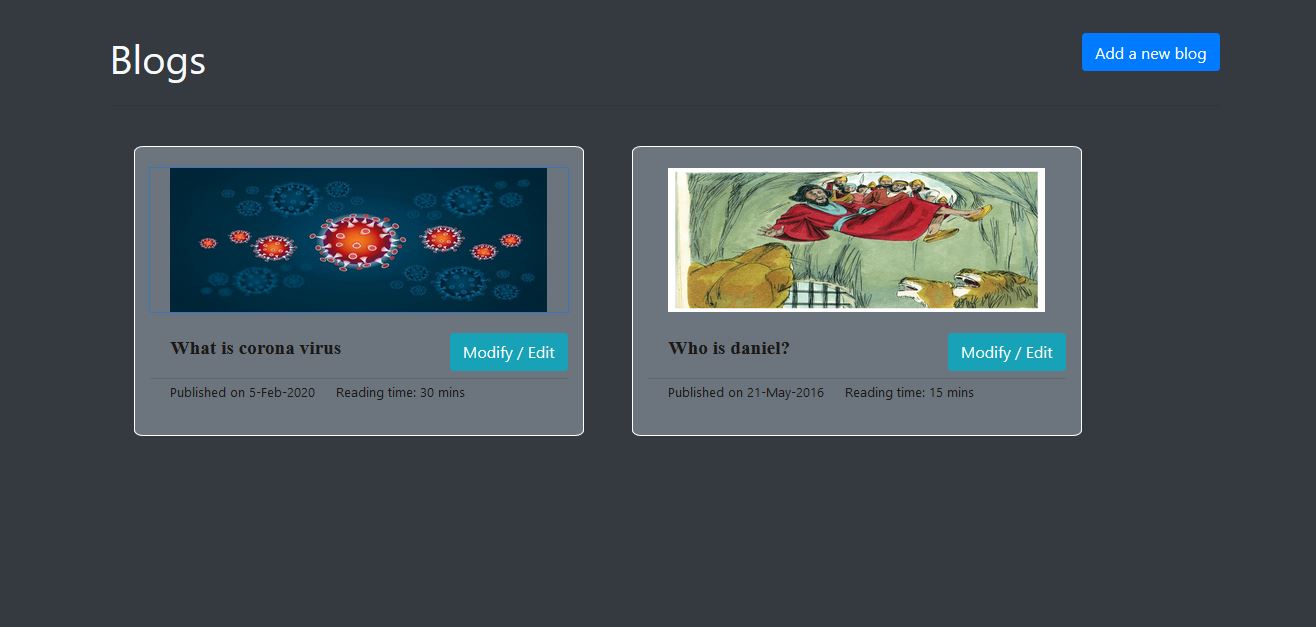 Blogs
Add a new blog
What is corona virus
Modify / Edit
Published on 5-Feb-2020 Reading time: 30 mins
Who is daniel?
Modify / Edit
Published on 21-May-2016 Reading time: 15 mins